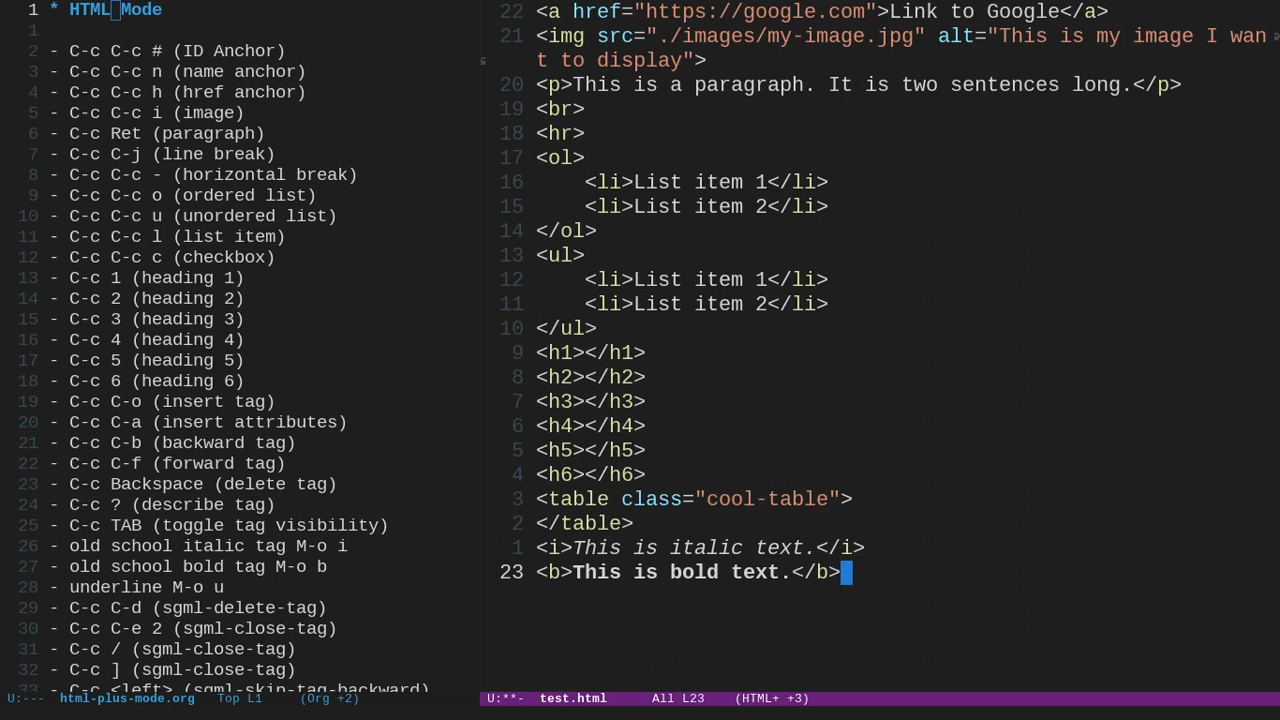 1 * HTML Mode
1
2 - C-c C-c # (ID Anchor)
3 - C-c C-c n (name anchor)
4 - C-c C-c h (href anchor)
5 - C-c C-c i (image)
6 - C-c Ret (paragraph)
7 - C-c C-j (line break)
8 - C-c C-c - (horizontal break)
9 - C-c C-c o (ordered list)
10 - C-c C-c u (unordered list)
11 - C-c C-c l (list item)
12 - C-c C-c c (checkbox)
13 - C-c 1 (heading 1)
14 - C-c 2 (heading 2)
15 - C-c 3 (heading 3)
16 - C-c 4 (heading 4)
17 - C-c 5 (heading 5)
18 - C-c 6 (heading 6)
19 - C-c C-o (insert tag)
20 - C-c C-a (insert attributes)
21 - C-c C-b (backward tag)
22 - C-c C-f (forward tag)
23 - C-c Backspace (delete tag)
24 - C-c ? (describe tag)
25 - C-c TAB (toggle tag visibility)
26 - old school italic tag M-o i
27 - old school bold tag M-o b
28 - underline M-o u
29 - C-c C-d (sgml-delete-tag)
30 - C-c C-e 2 (sgml-close-tag)
31 - C-c / (sgml-close-tag)
32 - C-c ] (sgml-close-tag)
33 - C-c <left> (sgml-skip-tag-backward)
U:--- html-plus-mode.org Top L1 (Org +2)
22 <a href="https://google.com">Link to Google</a>
21 <img src="./images/my-image.jpg" alt="This is my image I wan
t to display">
20 <p>This is a paragraph. It is two sentences long.</p>
19 <br>
18 <hr>
17 <ol>
16     <li>List item 1</li>
15     <li>List item 2</li>
14 </ol>
13 <ul>
12     <li>List item 1</li>
11     <li>List item 2</li>
10 </ul>
9 <h1></h1>
8 <h2></h2>
7 <h3></h3>
6 <h4></h4>
5 <h5></h5>
4 <h6></h6>
3 <table class="cool-table">
2 </table>
1 <i>This is italic text.</i>
23 <b>This is bold text.</b>
U:**- test.html All L23 (HTML+ +3)